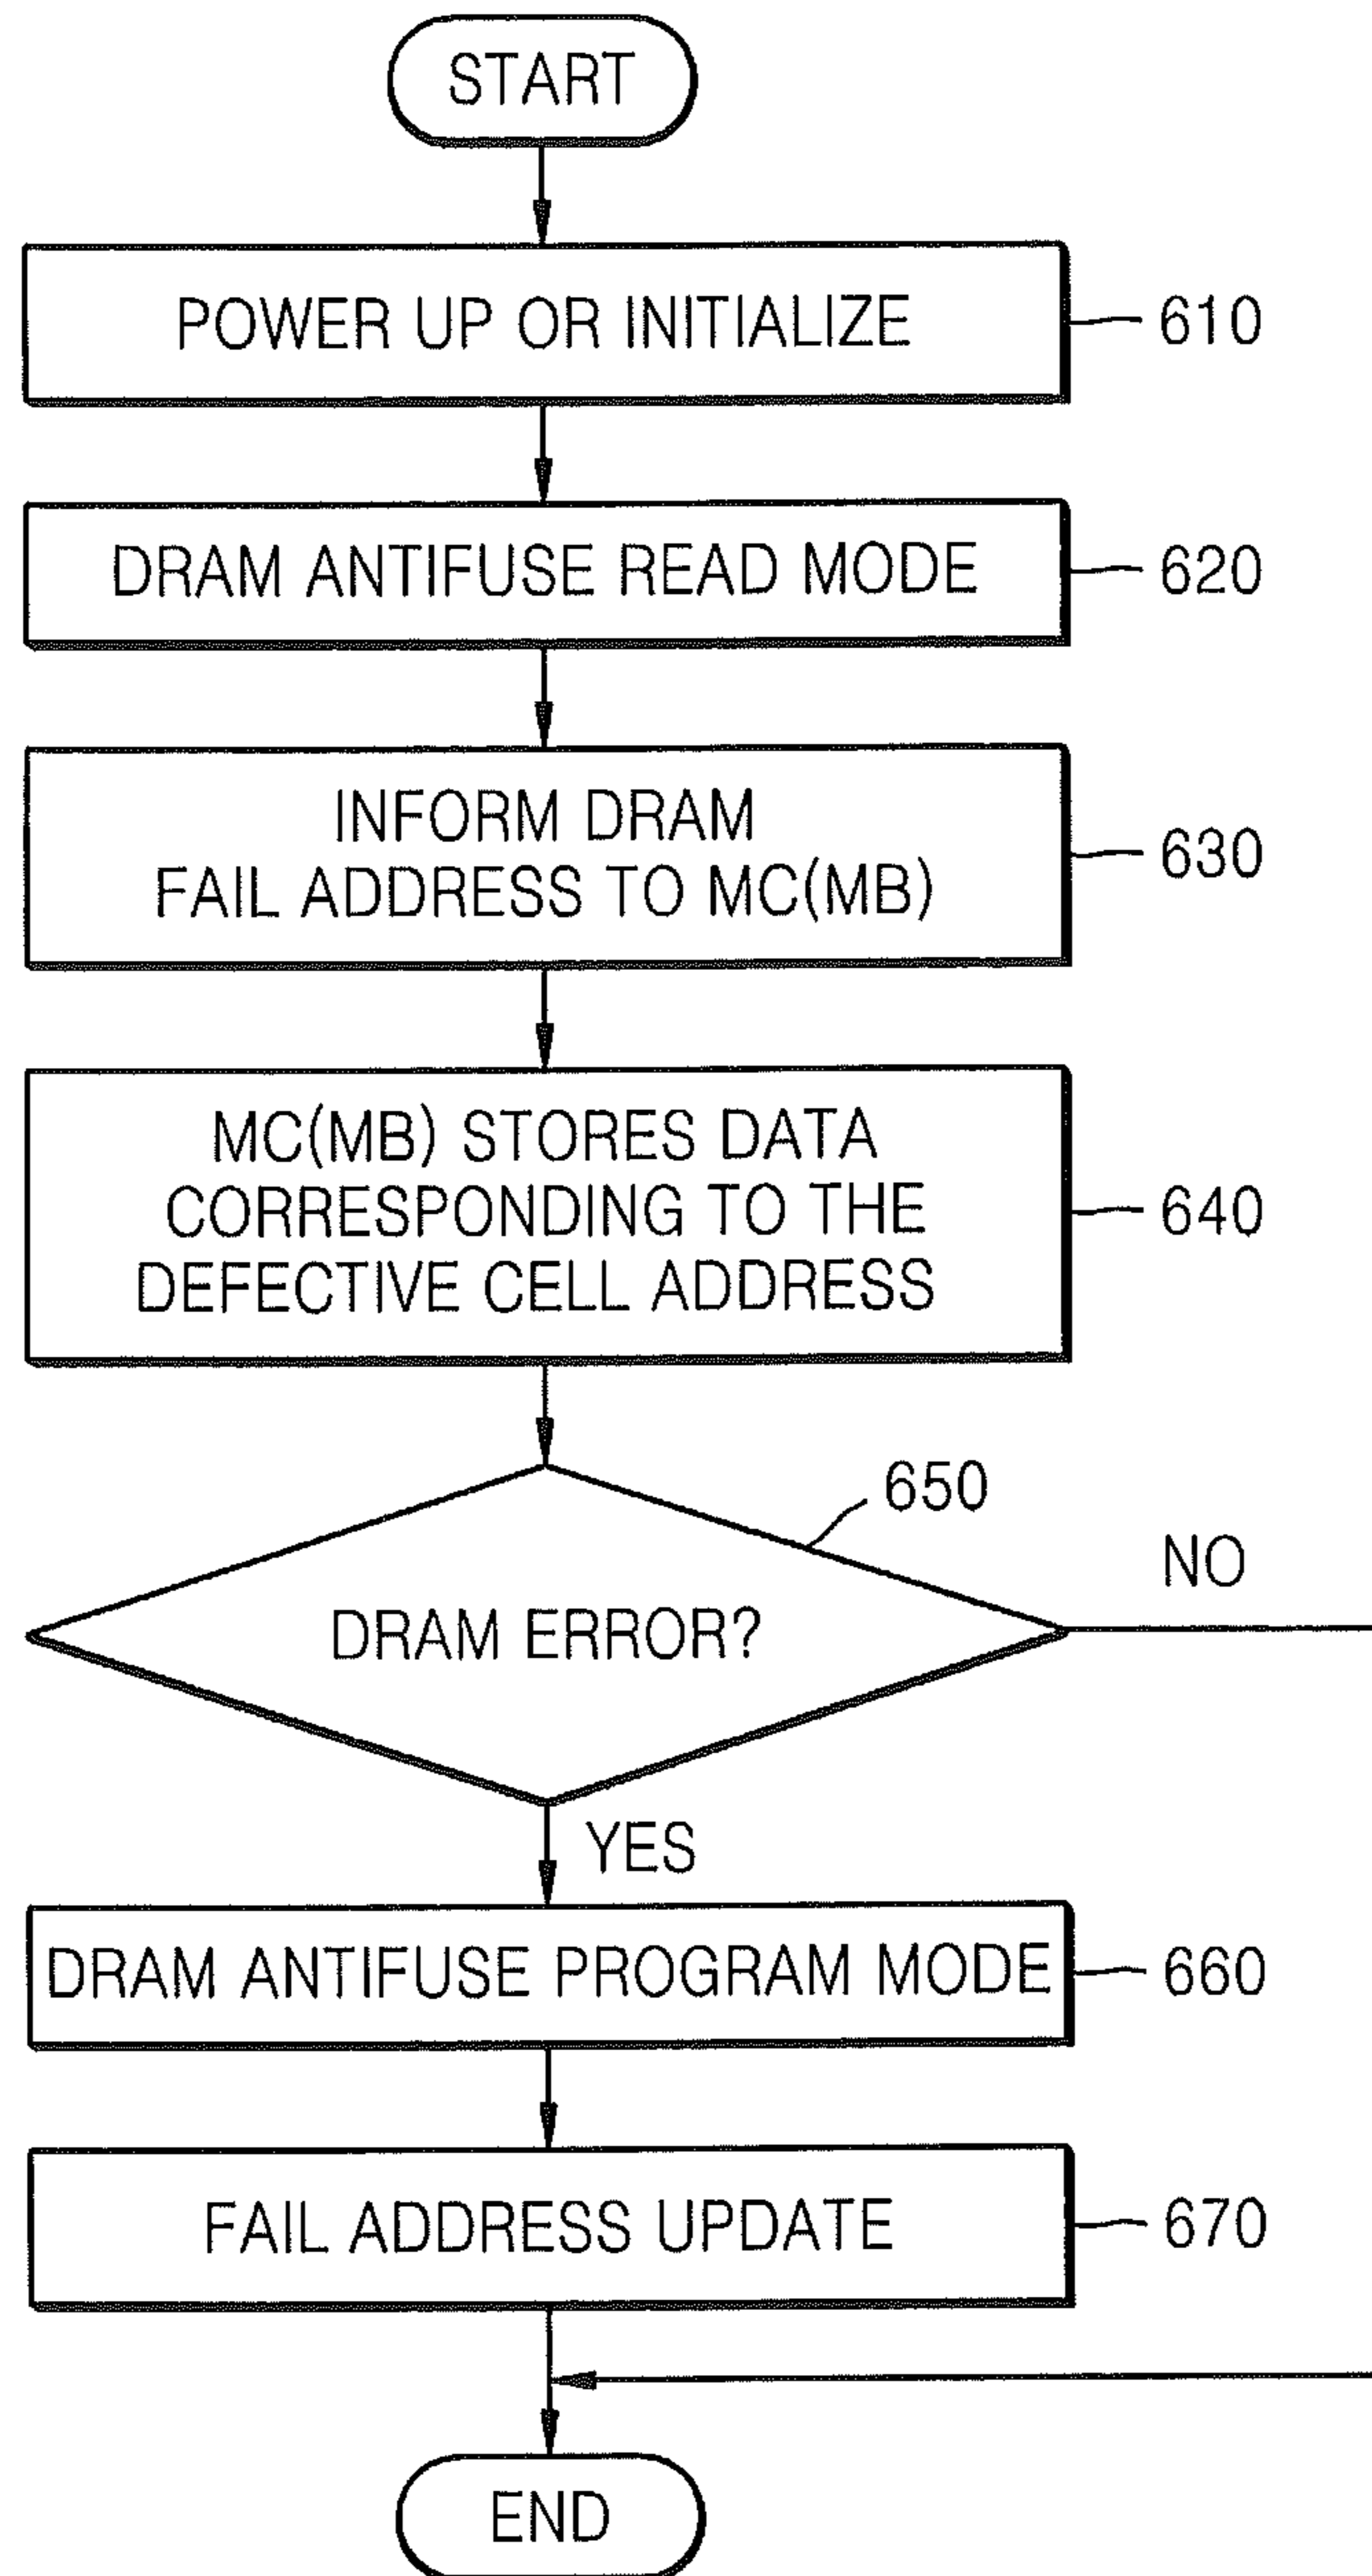 START
POWER UP OR INITIALIZE
610
DRAM ANTIFUSE READ MODE
620
INFORM DRAM
FAIL ADDRESS TO MC(MB)
630
MC(MB) STORES DATA
CORRESPONDING TO THE
DEFECTIVE CELL ADDRESS
640
650
DRAM ERROR?
NO
YES
DRAM ANTIFUSE PROGRAM MODE
660
FAIL ADDRESS UPDATE
670
END